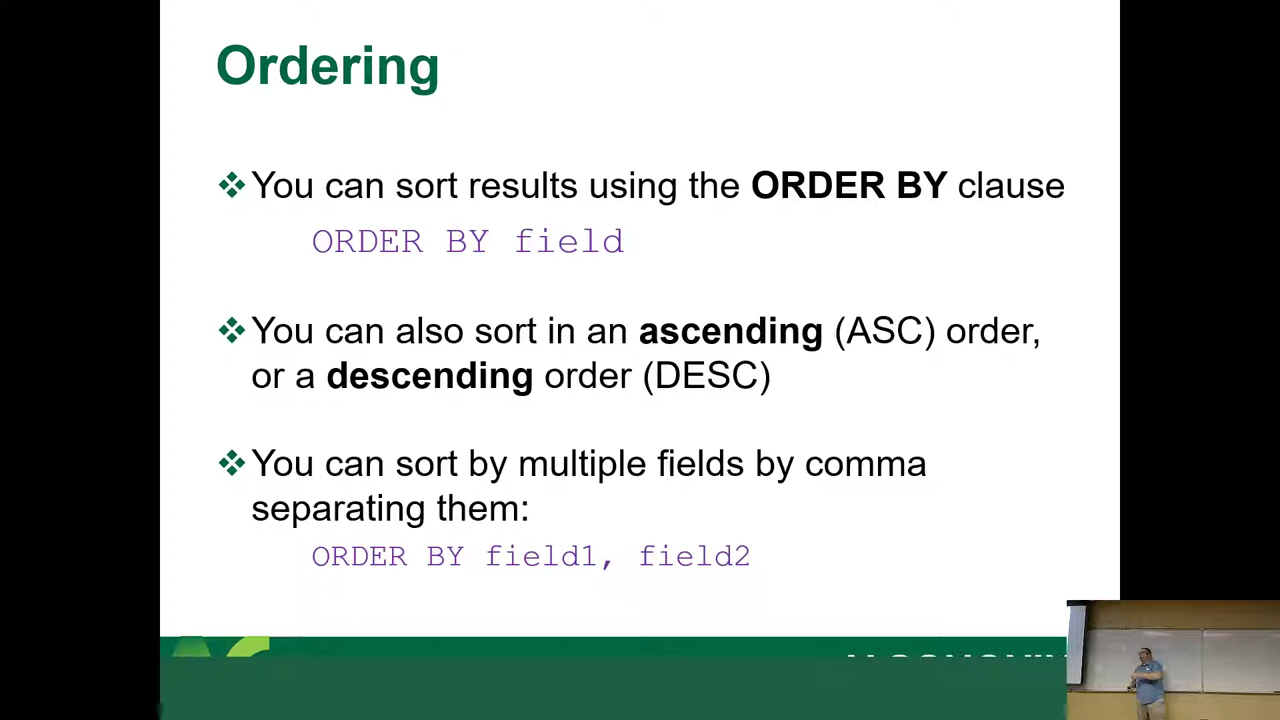 Ordering
You can sort results using the ORDER BY clause
ORDER BY field
You can also sort in an ascending (ASC) order,
or a descending order (DESC)
You can sort by multiple fields by comma
separating them:
ORDER BY field1, field2